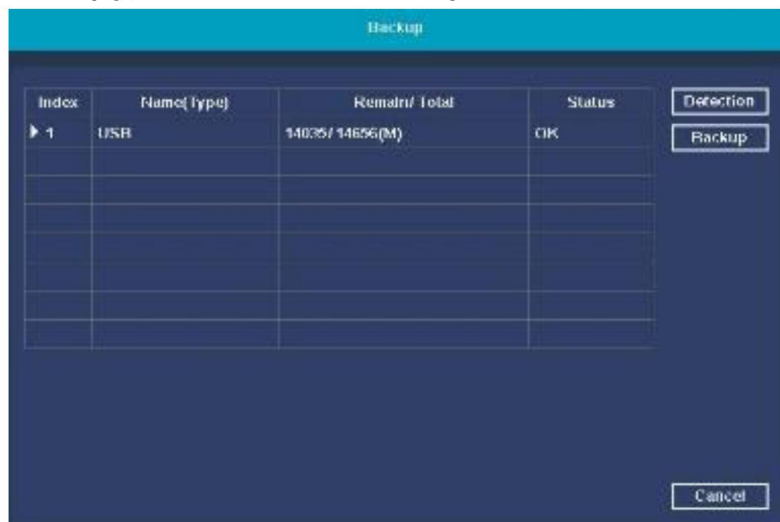 Backup
Index Name(Type) Remain/ Total Status Detection
1 USB 14035/ 14656(M) OK Backup
Cancel